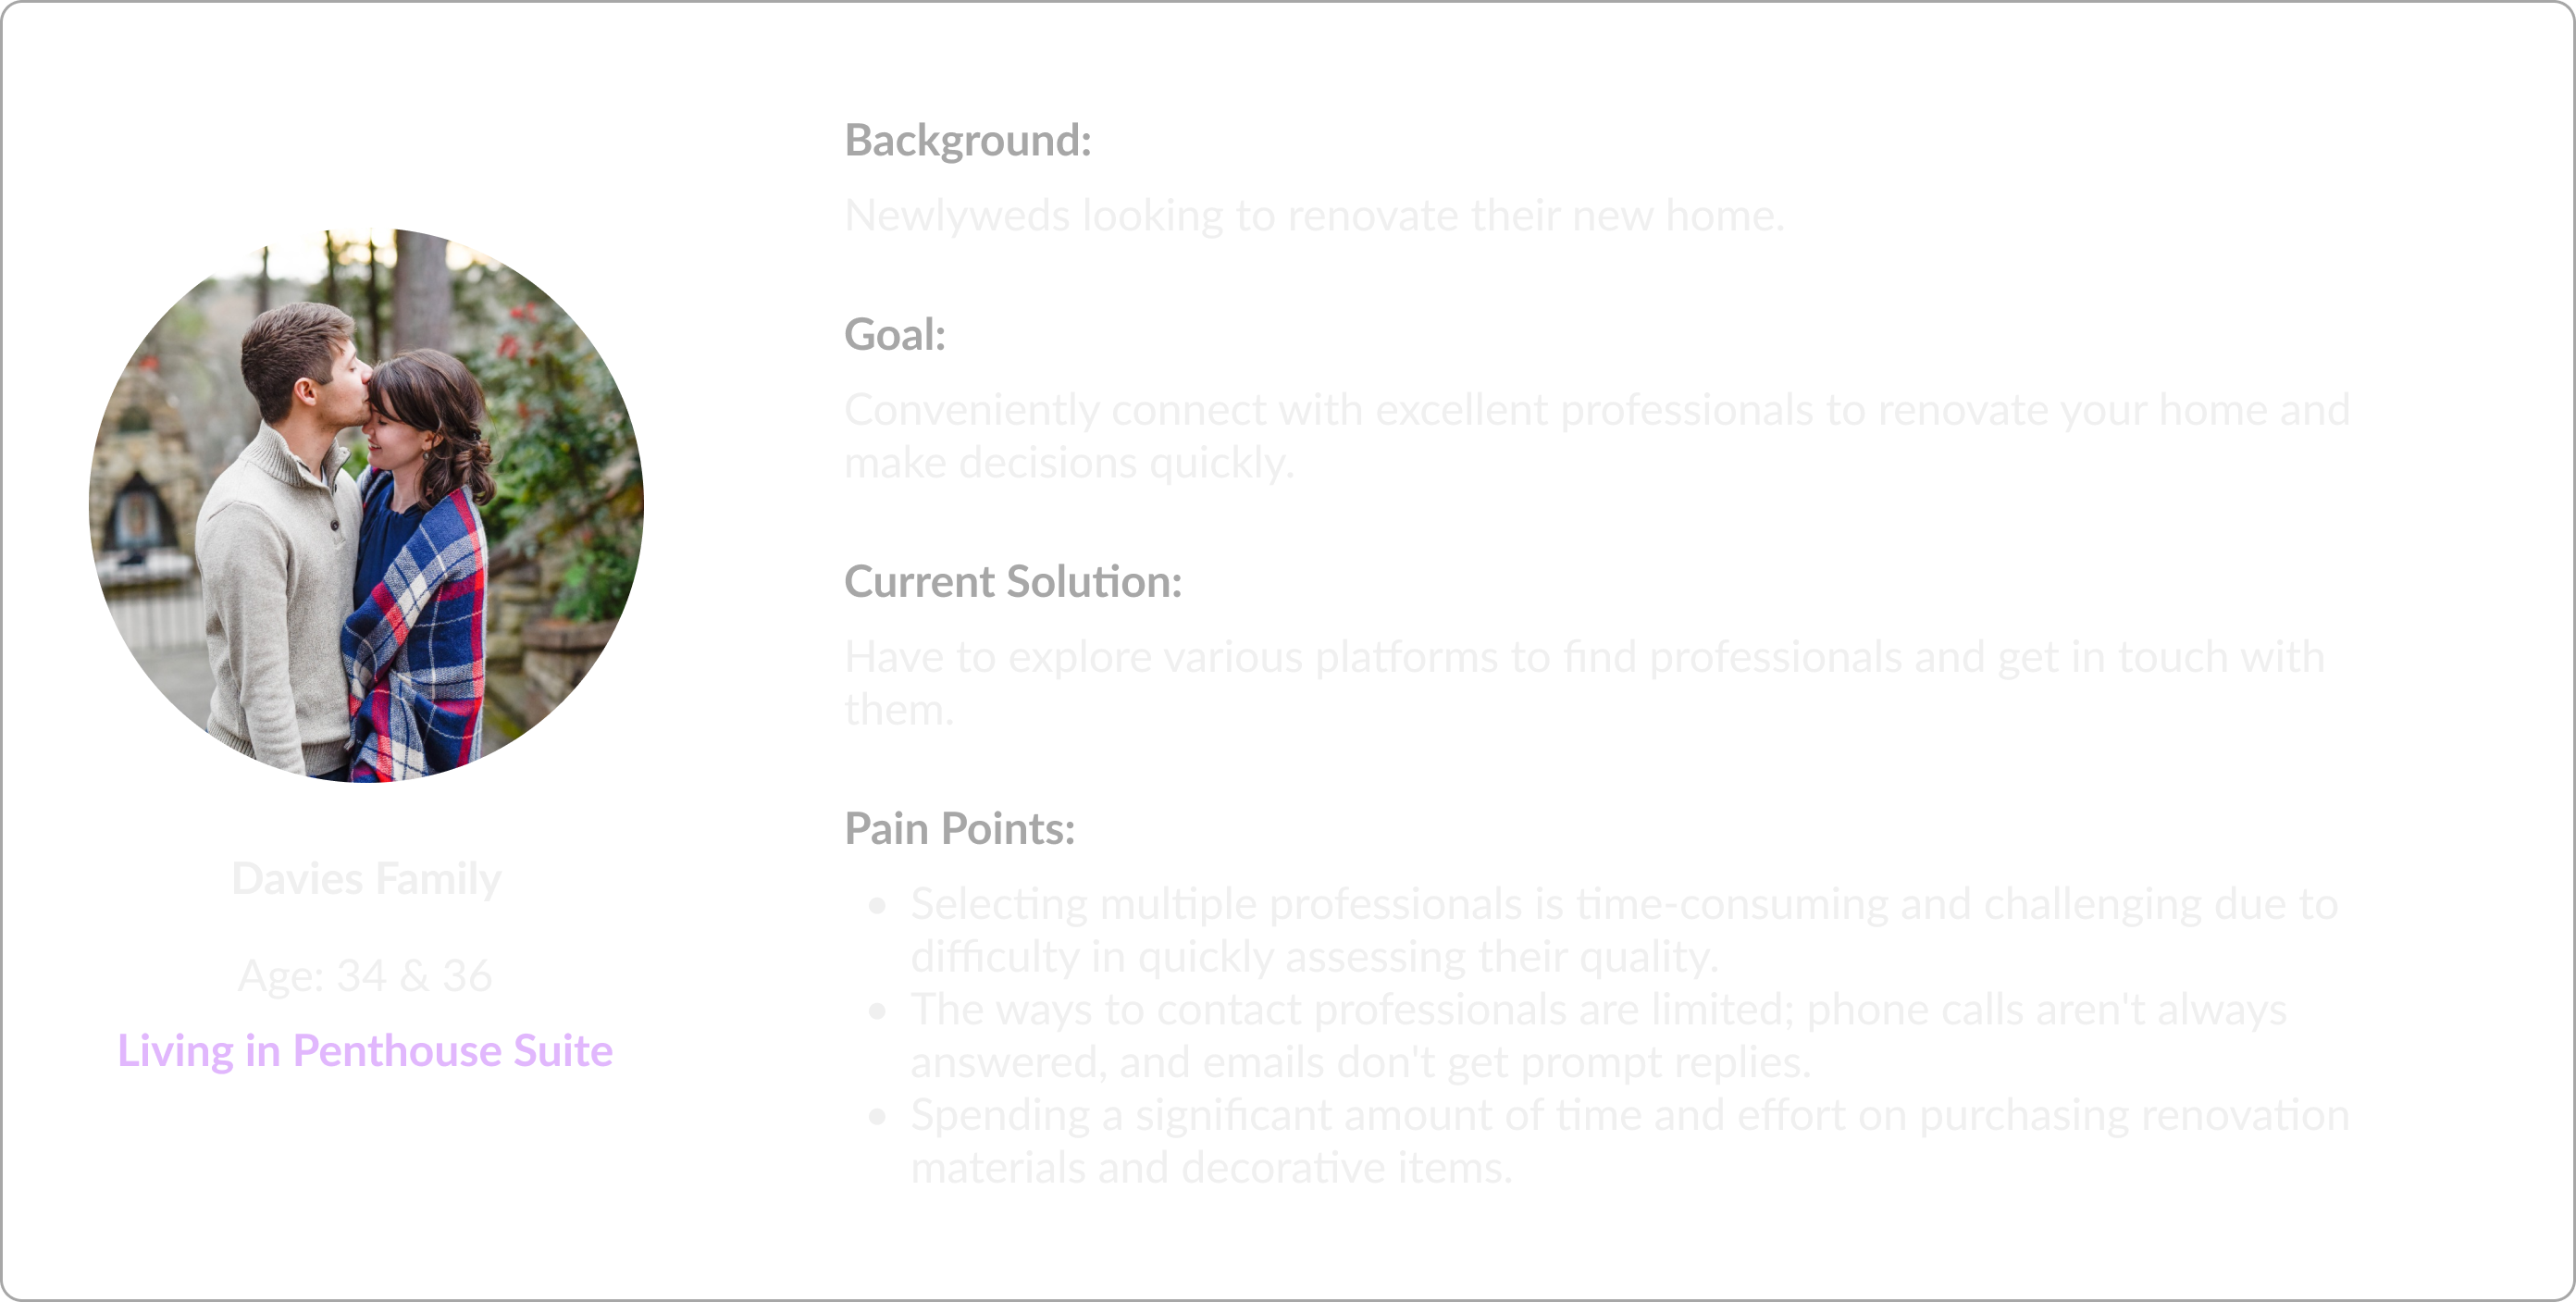 Davies Family
Age: 34 & 36
Living in Penthouse Suite
Background:
Newlyweds looking to renovate their new home.
Goal:
Conveniently connect with excellent professionals to renovate your home and
make decisions quickly.
Current Solution:
Have to explore various platforms to find professionals and get in touch with
them.
Pain Points:
• Selecting multiple professionals is time-consuming and challenging due to
difficulty in quickly assessing their quality.
• The ways to contact professionals are limited; phone calls aren't always
answered, and emails don't get prompt replies.
• Spending a significant amount of time and effort on purchasing renovation
materials and decorative items.